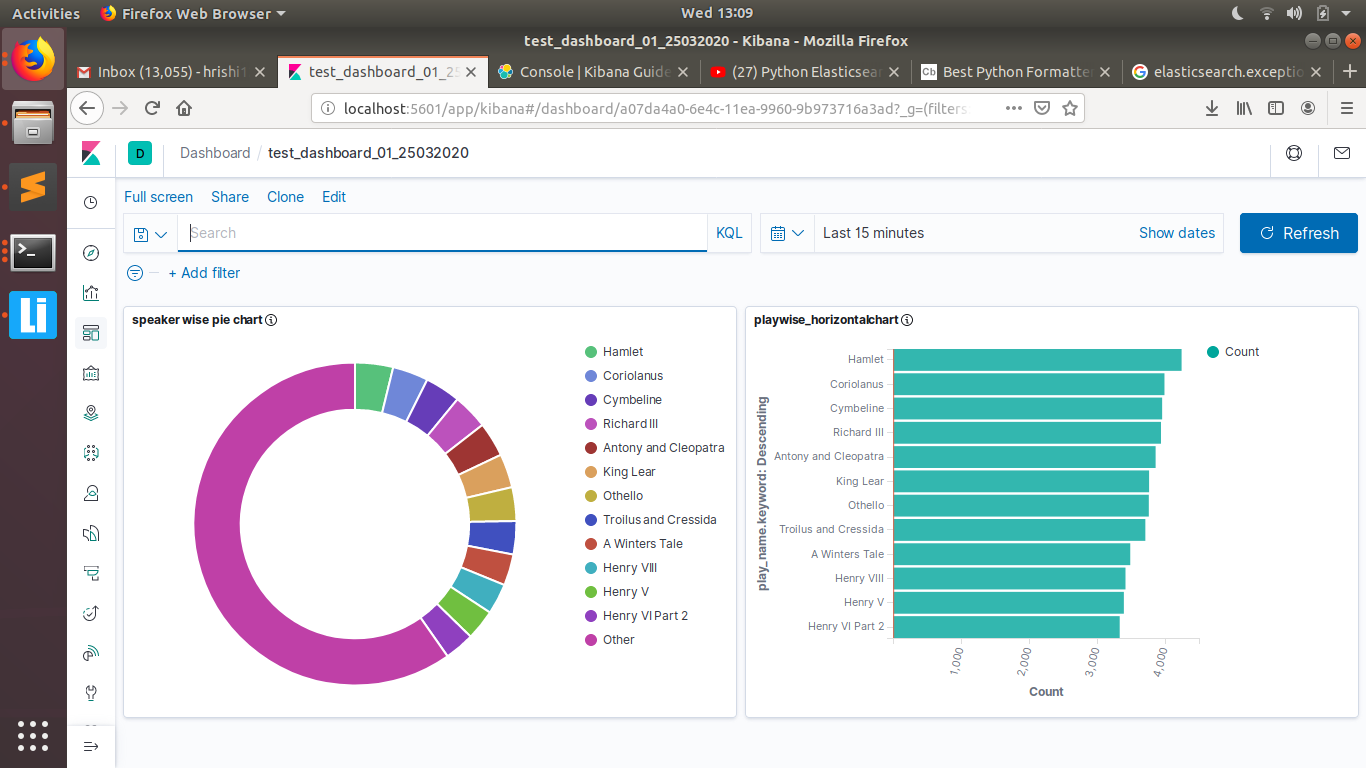 Activities Firefox Web Browser Wed 13:09
test_dashboard_01_25032020 - Kibana - Mozilla Firefox
Inbox (13,055) - hrishi1 test_dashboard_01_25 Console | Kibana Guide (27) Python Elasticsear Best Python Formatte elasticsearch.exceptio
localhost:5601/app/kibana#/dashboard/a07da4a0-6e4c-11ea-9960-9b973716a3ad?_g=(filters
D Dashboard / test_dashboard_01_25032020
Full screen Share Clone Edit
Search KQL Last 15 minutes Show dates Refresh
+ Add filter
speaker wise pie chart
Hamlet
Coriolanus
Cymbeline
Richard III
Antony and Cleopatra
King Lear
Othello
Troilus and Cressida
A Winters Tale
Henry VIII
Henry V
Henry VI Part 2
Other
playwise_horizontalchart
play_name.keyword: Descending
Hamlet
Coriolanus
Cymbeline
Richard III
Antony and Cleopatra
King Lear
Othello
Troilus and Cressida
A Winters Tale
Henry VIII
Henry V
Henry VI Part 2
1,000 2,000 3,000 4,000
Count
Count